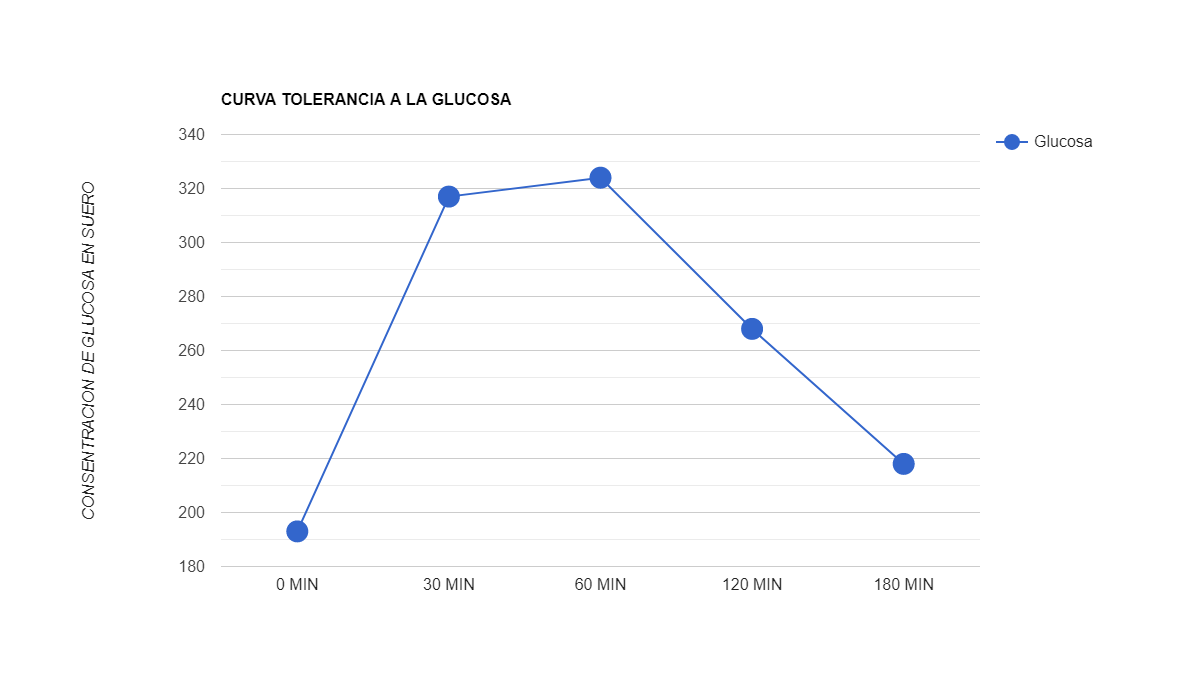 CURVA TOLERANCIA A LA GLUCOSA
Glucosa
CONSENTRACION DE GLUCOSA EN SUERO
340
320
300
280
260
240
220
200
180
0 MIN
30 MIN
60 MIN
120 MIN
180 MIN